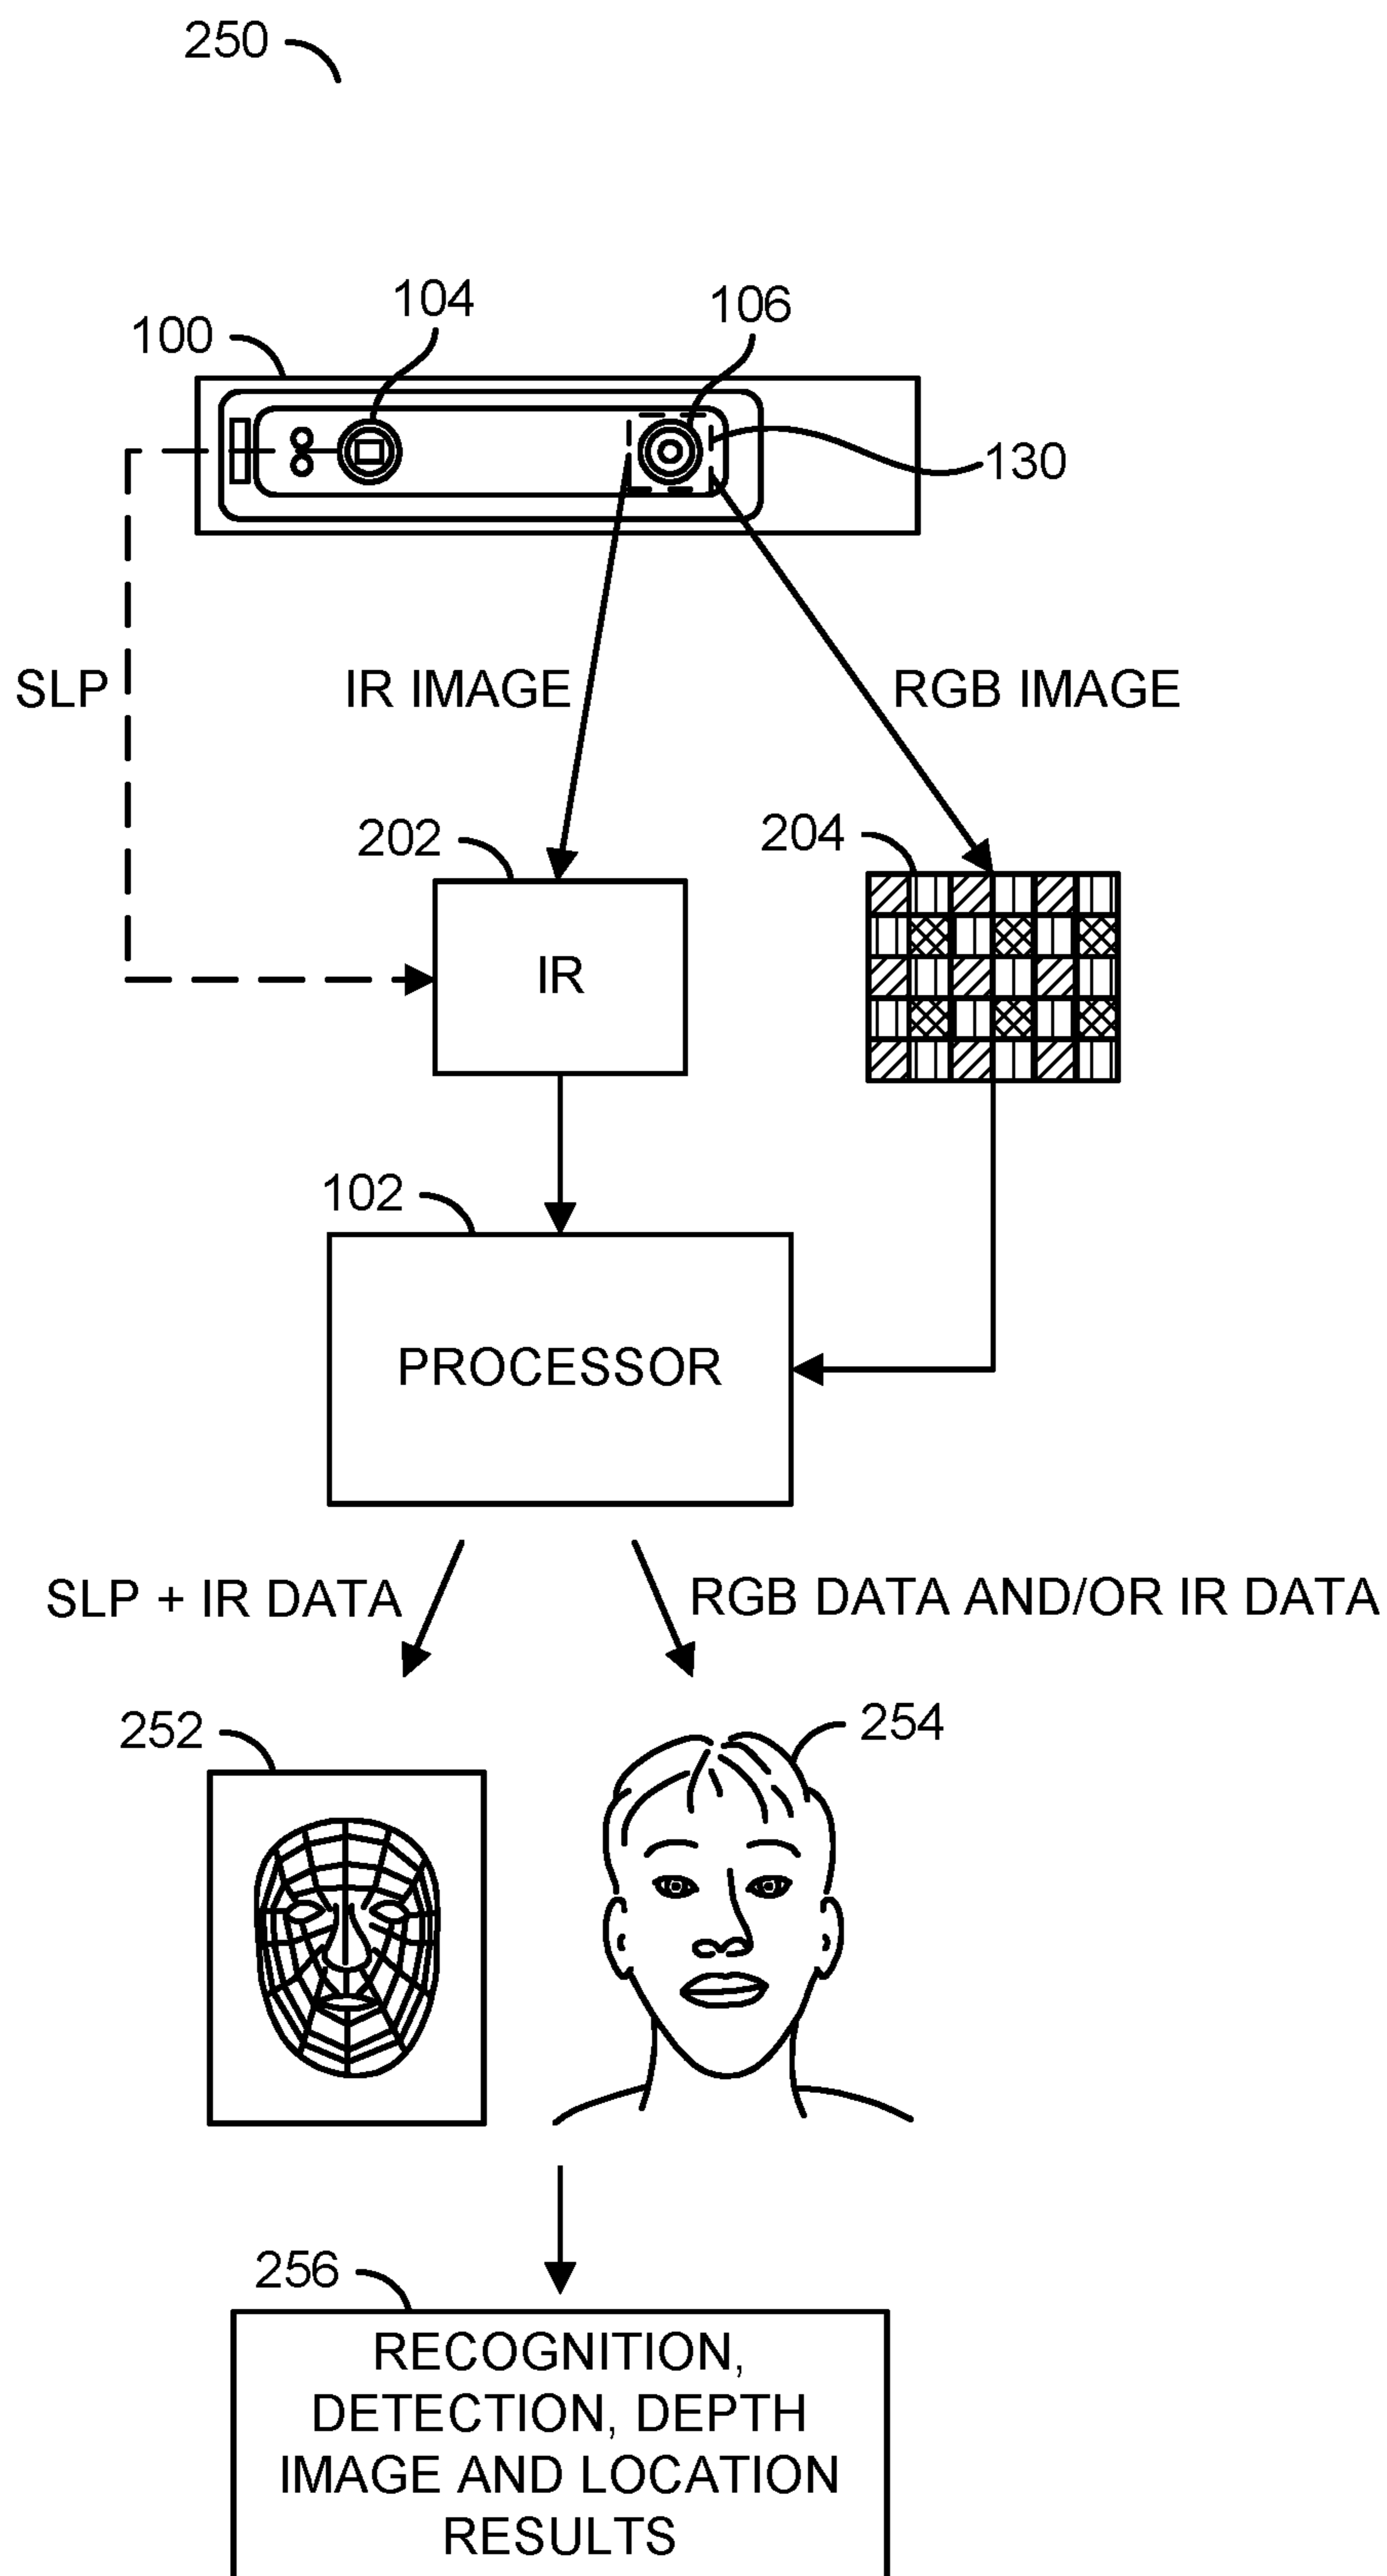 250
104
106
100
130
SLP
IR IMAGE
RGB IMAGE
202
204
IR
102
PROCESSOR
SLP + IR DATA
RGB DATA AND/OR IR DATA
252
254
256
RECOGNITION,
DETECTION, DEPTH
IMAGE AND LOCATION
RESULTS